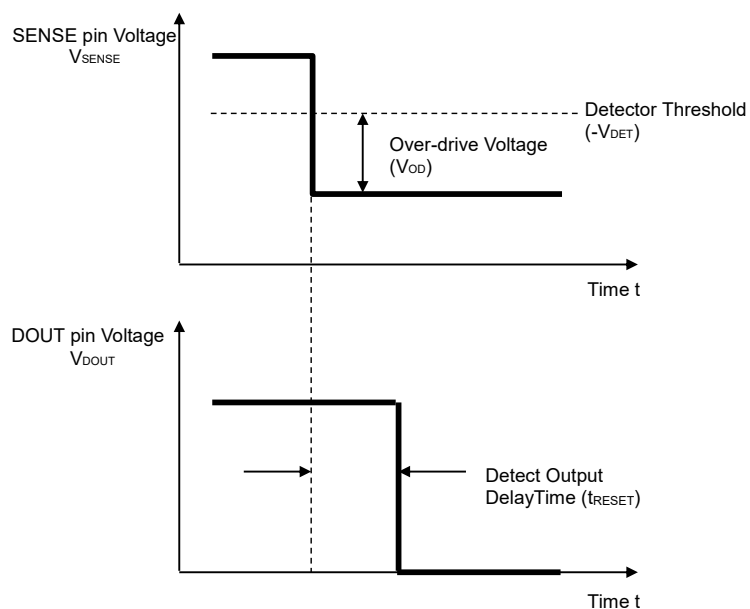 SENSE pin Voltage
VSENSE
Detector Threshold
(-VDET)
Over-drive Voltage
(VOD)
Time t
DOUT pin Voltage
VDOUT
Detect Output
DelayTime (tRESET)
Time t